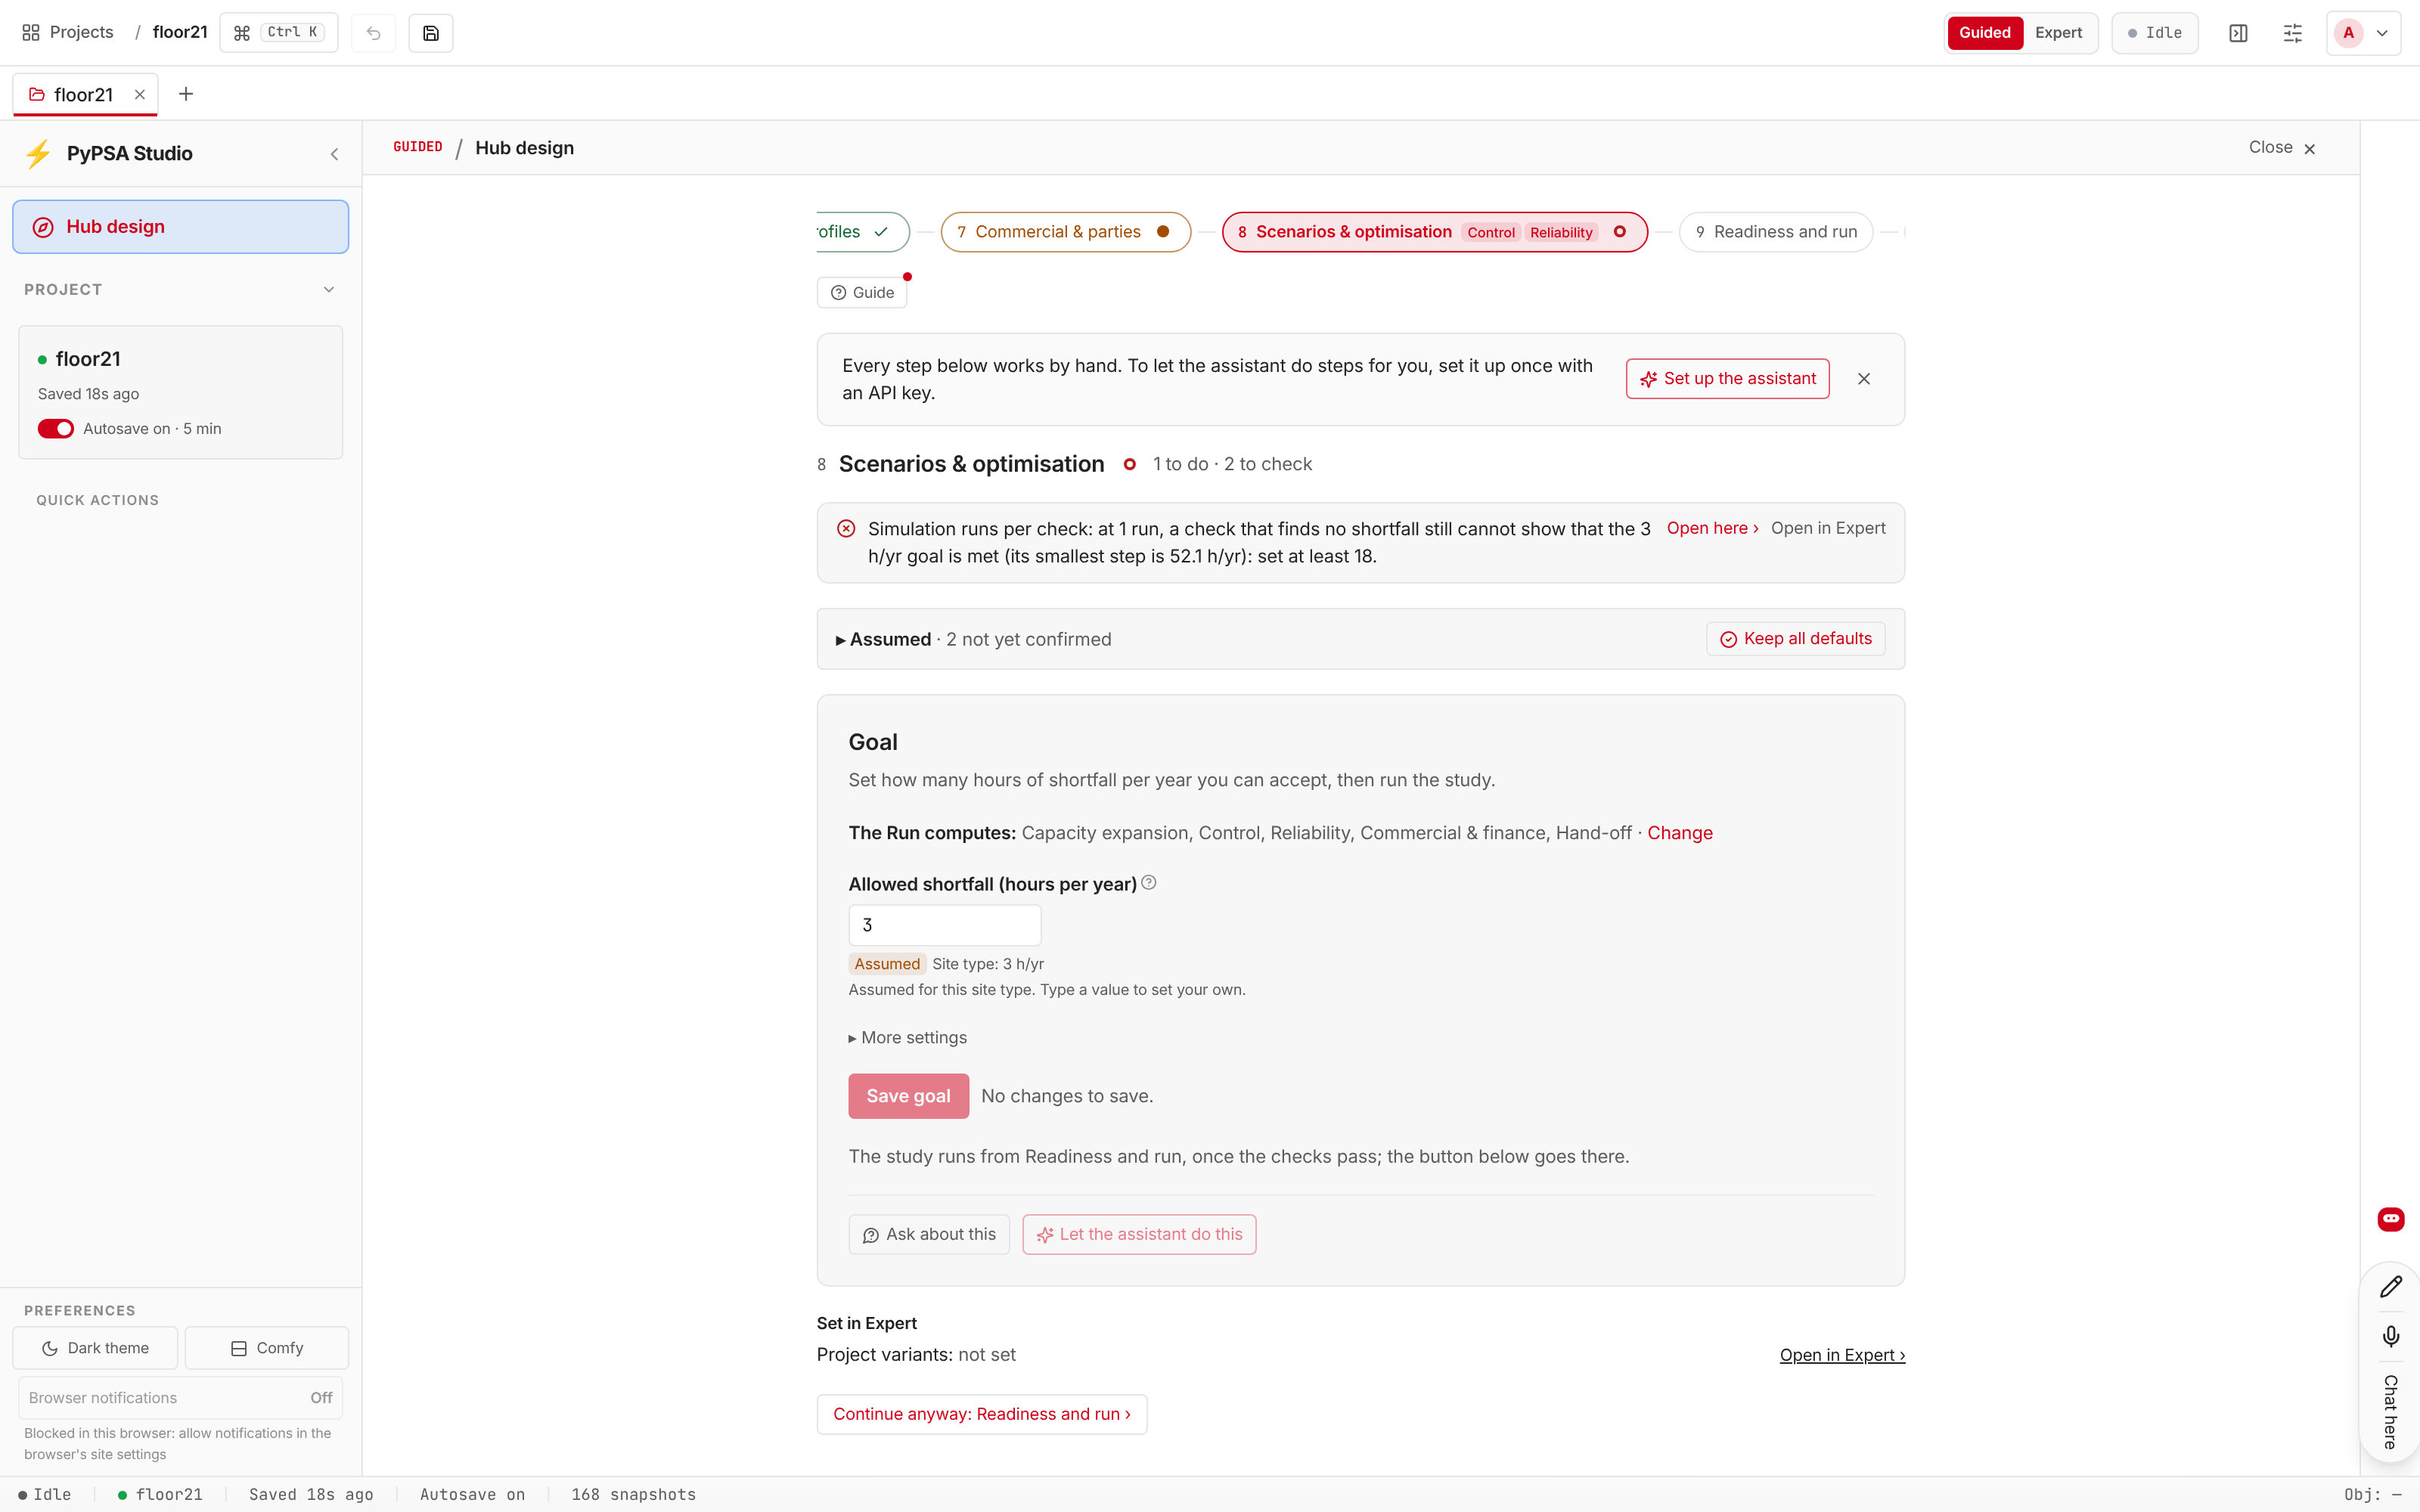 Projects / floor21 ⌘ Ctrl K Guided Expert Idle A
floor21
PyPSA Studio
GUIDED / Hub design Close
Hub design
ofiles
7 Commercial & parties
8 Scenarios & optimisation Control Reliability
9 Readiness and run
Guide
PROJECT
floor21
Saved 18s ago
Autosave on · 5 min
QUICK ACTIONS
Every step below works by hand. To let the assistant do steps for you, set it up once with
an API key.
Set up the assistant
8 Scenarios & optimisation 1 to do · 2 to check
Simulation runs per check: at 1 run, a check that finds no shortfall still cannot show that the 3
h/yr goal is met (its smallest step is 52.1 h/yr): set at least 18.
Open here › Open in Expert
▸ Assumed · 2 not yet confirmed Keep all defaults
Goal
Set how many hours of shortfall per year you can accept, then run the study.
The Run computes: Capacity expansion, Control, Reliability, Commercial & finance, Hand-off · Change
Allowed shortfall (hours per year)
3
Assumed Site type: 3 h/yr
Assumed for this site type. Type a value to set your own.
▸ More settings
Save goal No changes to save.
The study runs from Readiness and run, once the checks pass; the button below goes there.
Ask about this Let the assistant do this
Set in Expert
Project variants: not set Open in Expert ›
Continue anyway: Readiness and run ›
PREFERENCES
Dark theme Comfy
Browser notifications Off
Blocked in this browser: allow notifications in the
browser's site settings
Chat here
Idle floor21 Saved 18s ago Autosave on 168 snapshots Obj: —